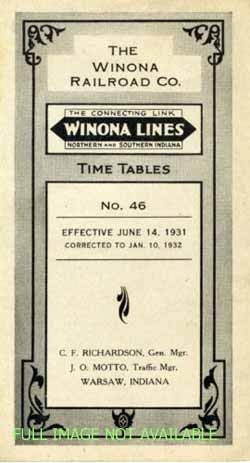 THE
WINONA
RAILROAD CO.
THE CONNECTING LINK
WINONA LINES
NORTHERN AND SOUTHERN INDIANA
TIME TABLES
NO. 46
EFFECTIVE JUNE 14, 1931
CORRECTED TO JAN. 10, 1932
C. F. RICHARDSON, Gen. Mgr.
J. O. MOTTO, Traffic Mgr.
WARSAW, INDIANA
FULL IMAGE NOT AVAILABLE